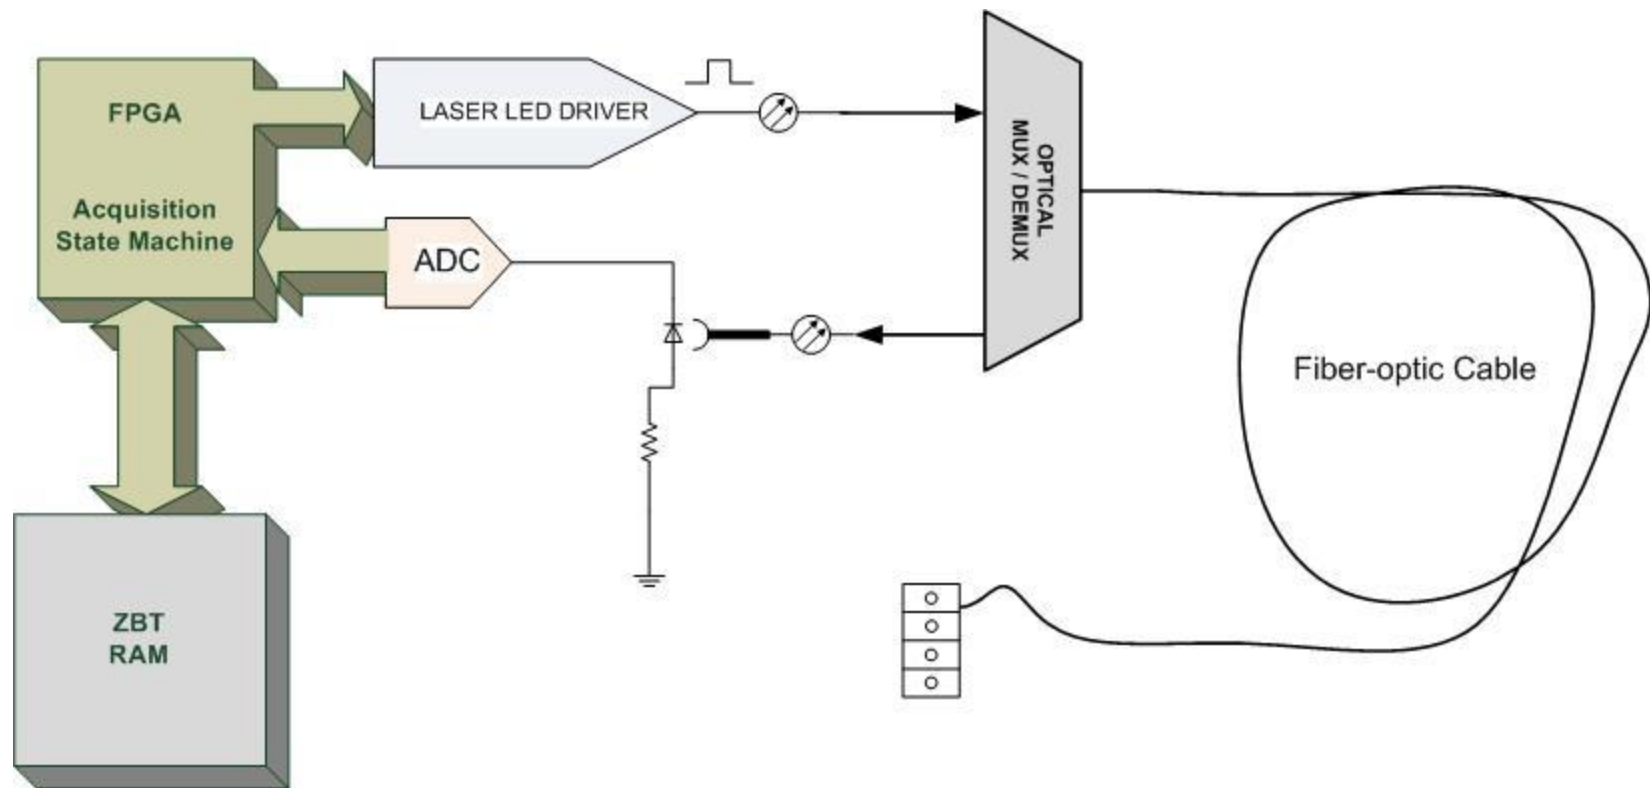 FPGA
Acquisition
State Machine
LASER LED DRIVER
ADC
OPTICAL
MUX / DEMUX
Fiber-optic Cable
ZBT
RAM